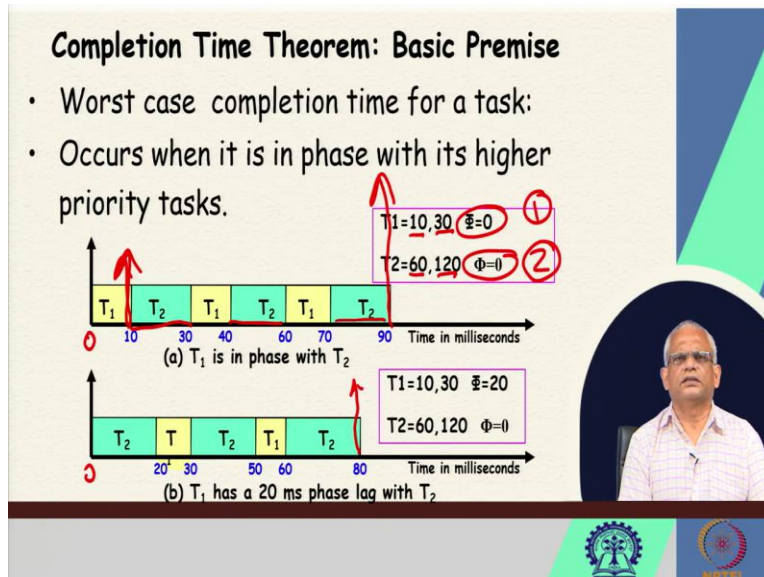 Completion Time Theorem: Basic Premise
• Worst case completion time for a task:
• Occurs when it is in phase with its higher
priority tasks.
T1=10,30 Φ=0 1
T2=60,120 Φ=0 2
T1 T2 T1 T2 T1 T2
0 10 30 40 60 70 90 Time in milliseconds
(a) T1 is in phase with T2
T1=10,30 Φ=20
T2=60,120 Φ=0
T2 T T2 T1 T2
1
0 20 30 50 60 80 Time in milliseconds
(b) T1 has a 20 ms phase lag with T2
NPTEL